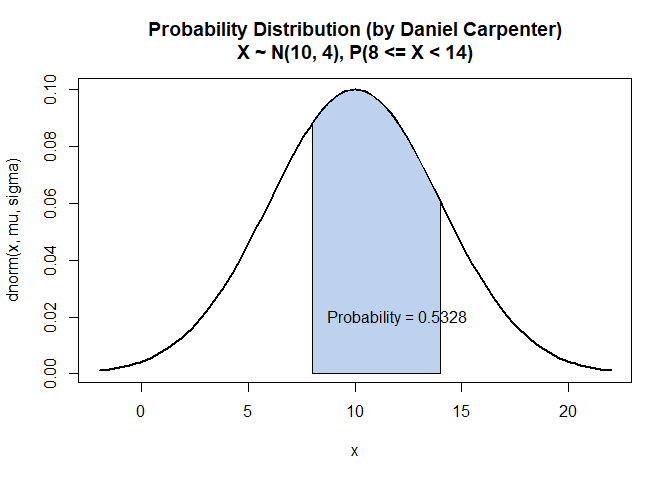 Probability Distribution (by Daniel Carpenter)
X ~ N(10, 4), P(8 <= X < 14)
dnorm(x, mu, sigma)
0.10
0.08
0.06
0.04
0.02
0.00
Probability = 0.5328
0 5 10 15 20
x